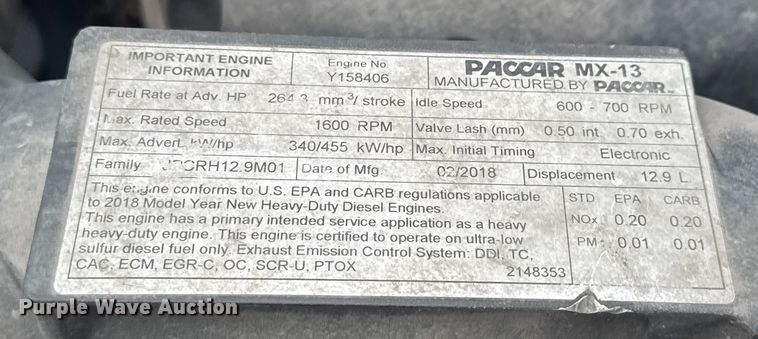 IMPORTANT ENGINE INFORMATION
Engine No.
Y158406
PACCAR MX-13
MANUFACTURED BY PACCAR
Fuel Rate at Adv. HP 264.3 mm³/ stroke
Idle Speed 600 - 700 RPM
Max. Rated Speed 1600 RPM
Valve Lash (mm) 0.50 int. 0.70 exh.
Max. Advert. kW/hp 340/455 kW/hp
Max. Initial Timing Electronic
Family
Date of Mfg. 02/2018
Displacement 12.9 L
This engine conforms to U.S. EPA and CARB regulations applicable
to 2018 Model Year New Heavy-Duty Diesel Engines.
This engine has a primary intended service application as a heavy
heavy-duty engine. This engine is certified to operate on ultra-low
sulfur diesel fuel only. Exhaust Emission Control System: DDI, TC,
CAC, ECM, EGR-C, OC, SCR-U, PTOX
2148353
STD EPA CARB
NOx 0.20 0.20
PM 0.01 0.01
Purple Wave Auction